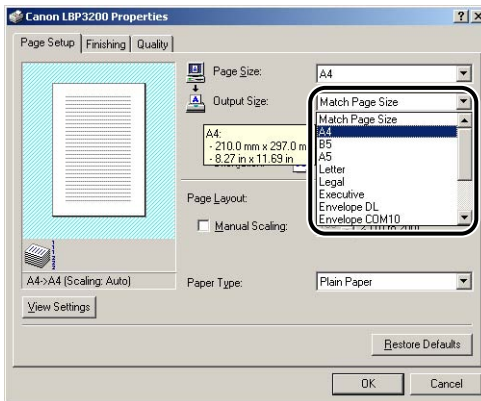 Canon LBP3200 Properties
Page Setup
Finishing
Quality
Page Size:
A4
Output Size:
Match Page Size
Match Page Size
A4
B5
A5
Letter
Legal
Executive
Envelope DL
Envelope COM10
A4:
- 210.0 mm x 297.0 m
- 8.27 in x 11.69 in
Page Layout:
Manual Scaling:
A4->A4 (Scaling: Auto)
Paper Type:
Plain Paper
View Settings
Restore Defaults
OK
Cancel